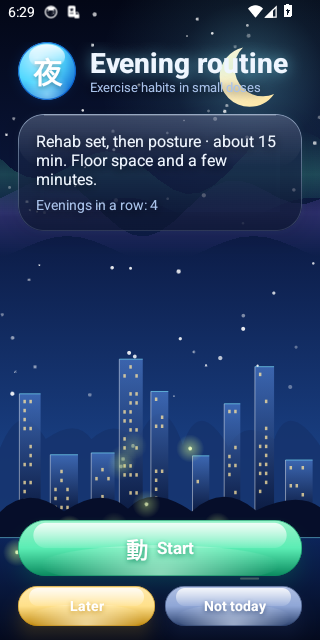 6:29
夜
Evening routine
Exercise habits in small doses
Rehab set, then posture · about 15
min. Floor space and a few
minutes.
Evenings in a row: 4
動 Start
Later
Not today